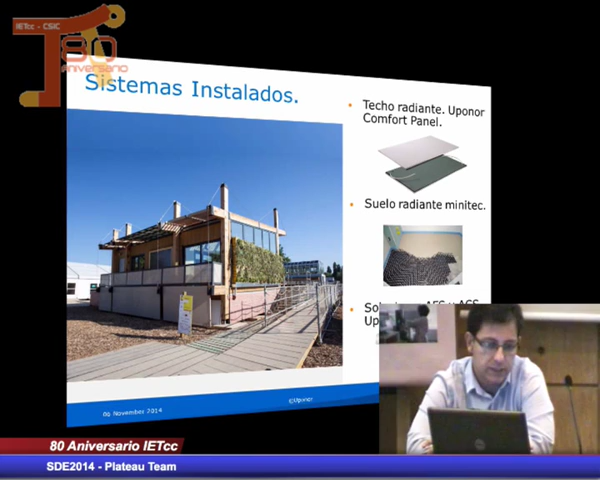 IETcc - CSIC
80
ANIVERSARIO
Sistemas Instalados.
Techo radiante. Uponor
Comfort Panel.
Suelo radiante minitec.
06 November 2014
©Uponor
80 Aniversario IETcc
SDE2014 - Plateau Team